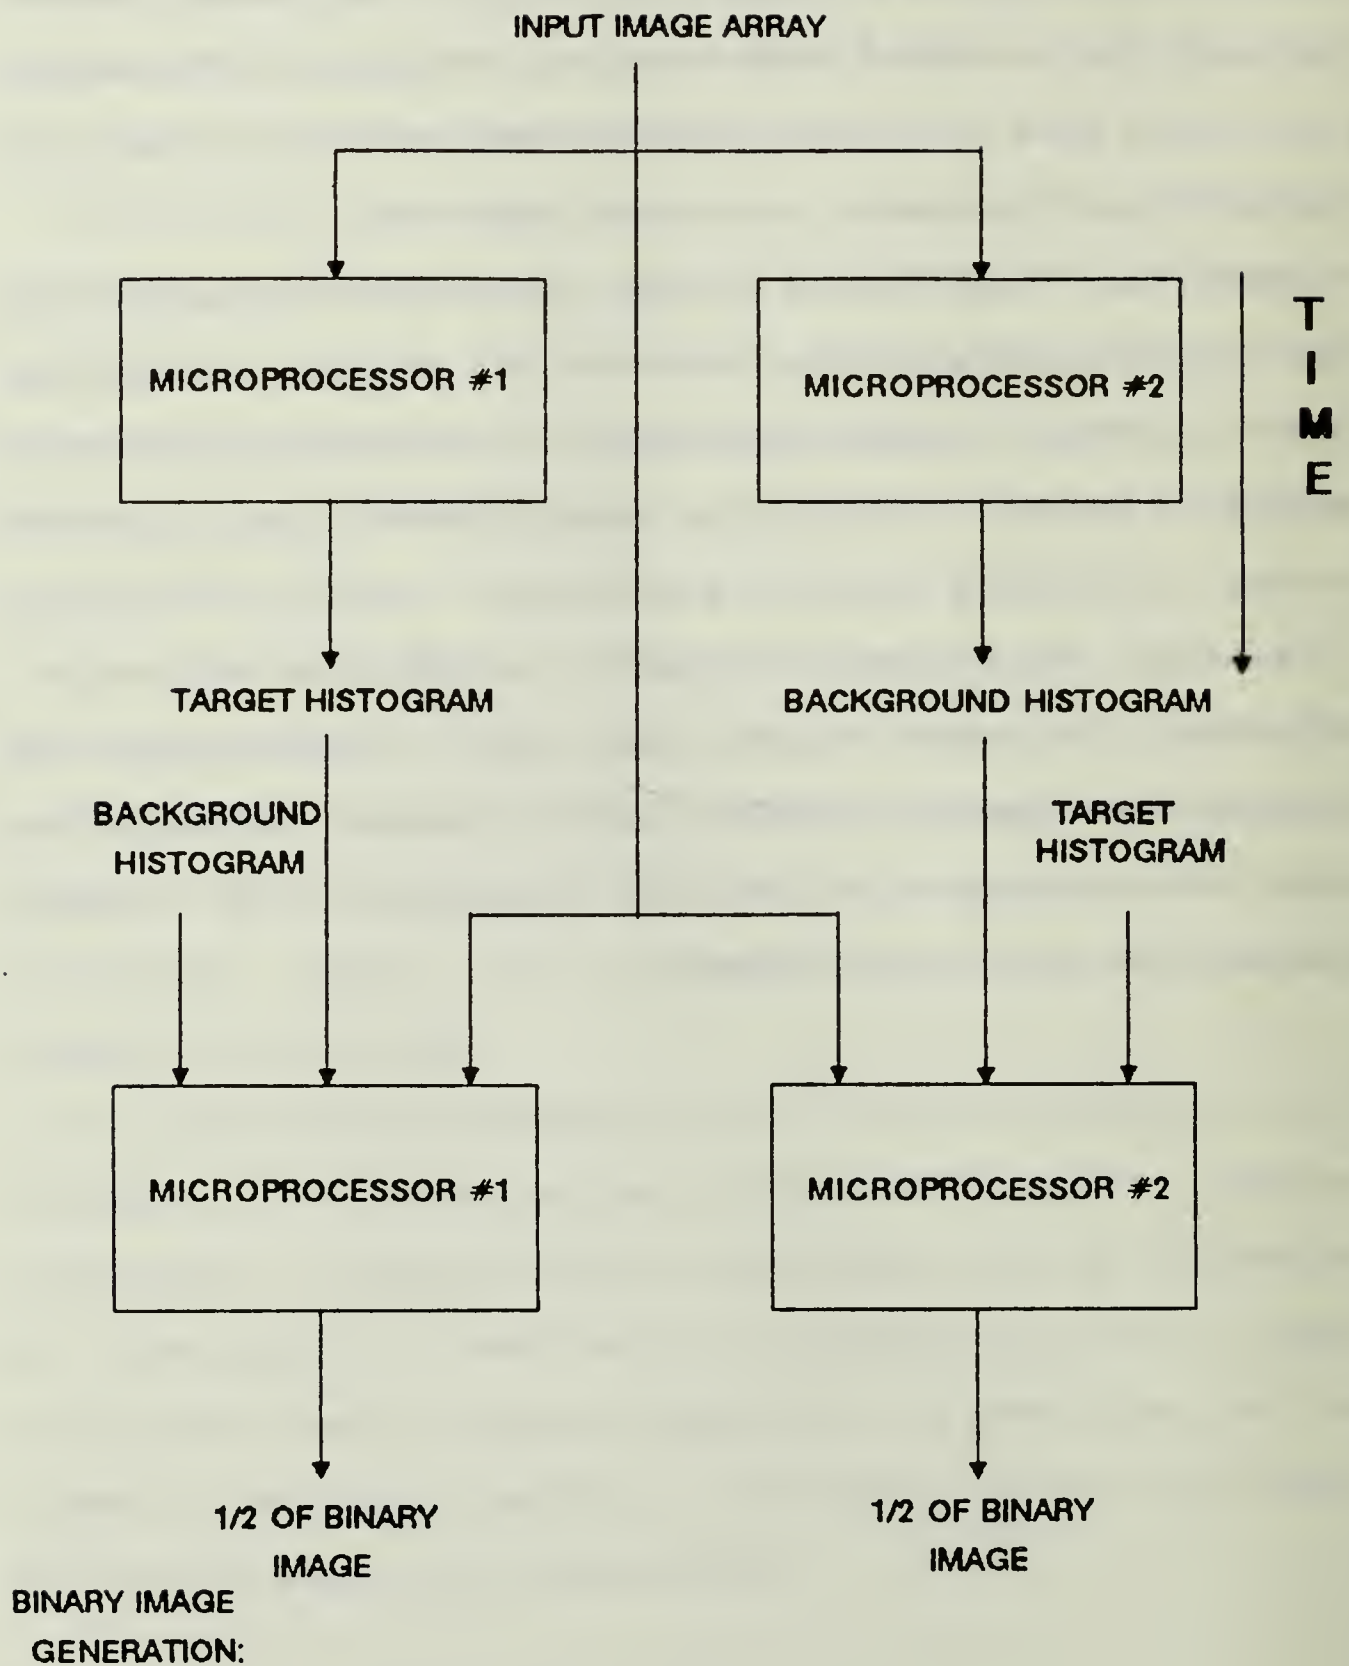 INPUT IMAGE ARRAY
MICROPROCESSOR #1
MICROPROCESSOR #2
T
I
M
E
TARGET HISTOGRAM
BACKGROUND HISTOGRAM
BACKGROUND
HISTOGRAM
TARGET
HISTOGRAM
MICROPROCESSOR #1
MICROPROCESSOR #2
1/2 OF BINARY
IMAGE
1/2 OF BINARY
IMAGE
BINARY IMAGE
GENERATION: